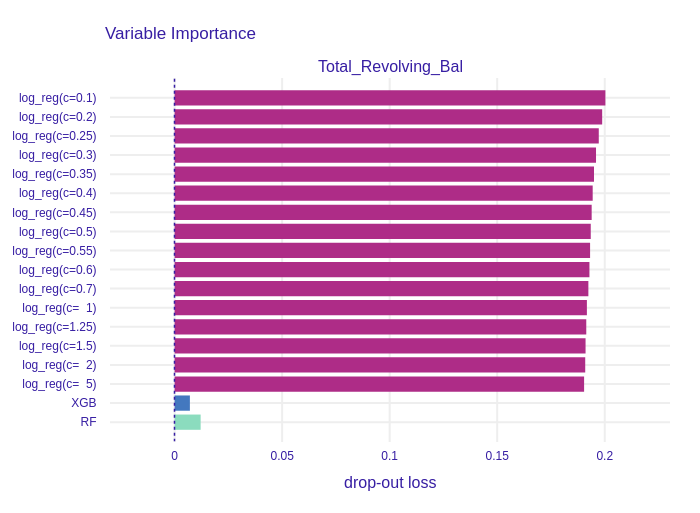 Variable Importance
Total_Revolving_Bal
log_reg(c=0.1)
log_reg(c=0.2)
log_reg(c=0.25)
log_reg(c=0.3)
log_reg(c=0.35)
log_reg(c=0.4)
log_reg(c=0.45)
log_reg(c=0.5)
log_reg(c=0.55)
log_reg(c=0.6)
log_reg(c=0.7)
log_reg(c=  1)
log_reg(c=1.25)
log_reg(c=1.5)
log_reg(c=  2)
log_reg(c=  5)
XGB
RF
0 0.05 0.1 0.15 0.2
drop-out loss